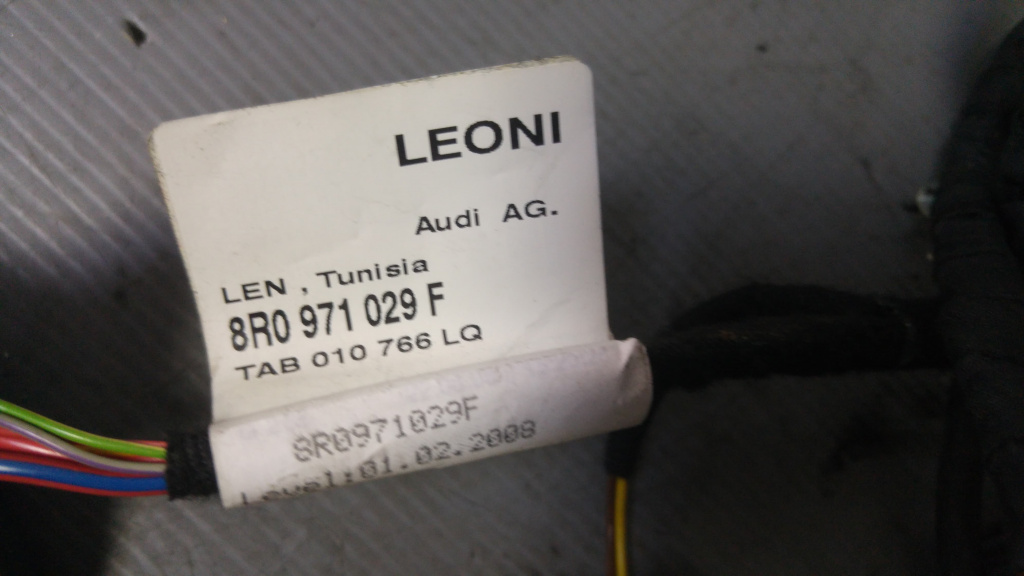 LEONI
Audi AG.
LEN , Tunisia
8R0 971 029 F
TAB 010 766 LQ
8R0971029F
Level:01.02.2008